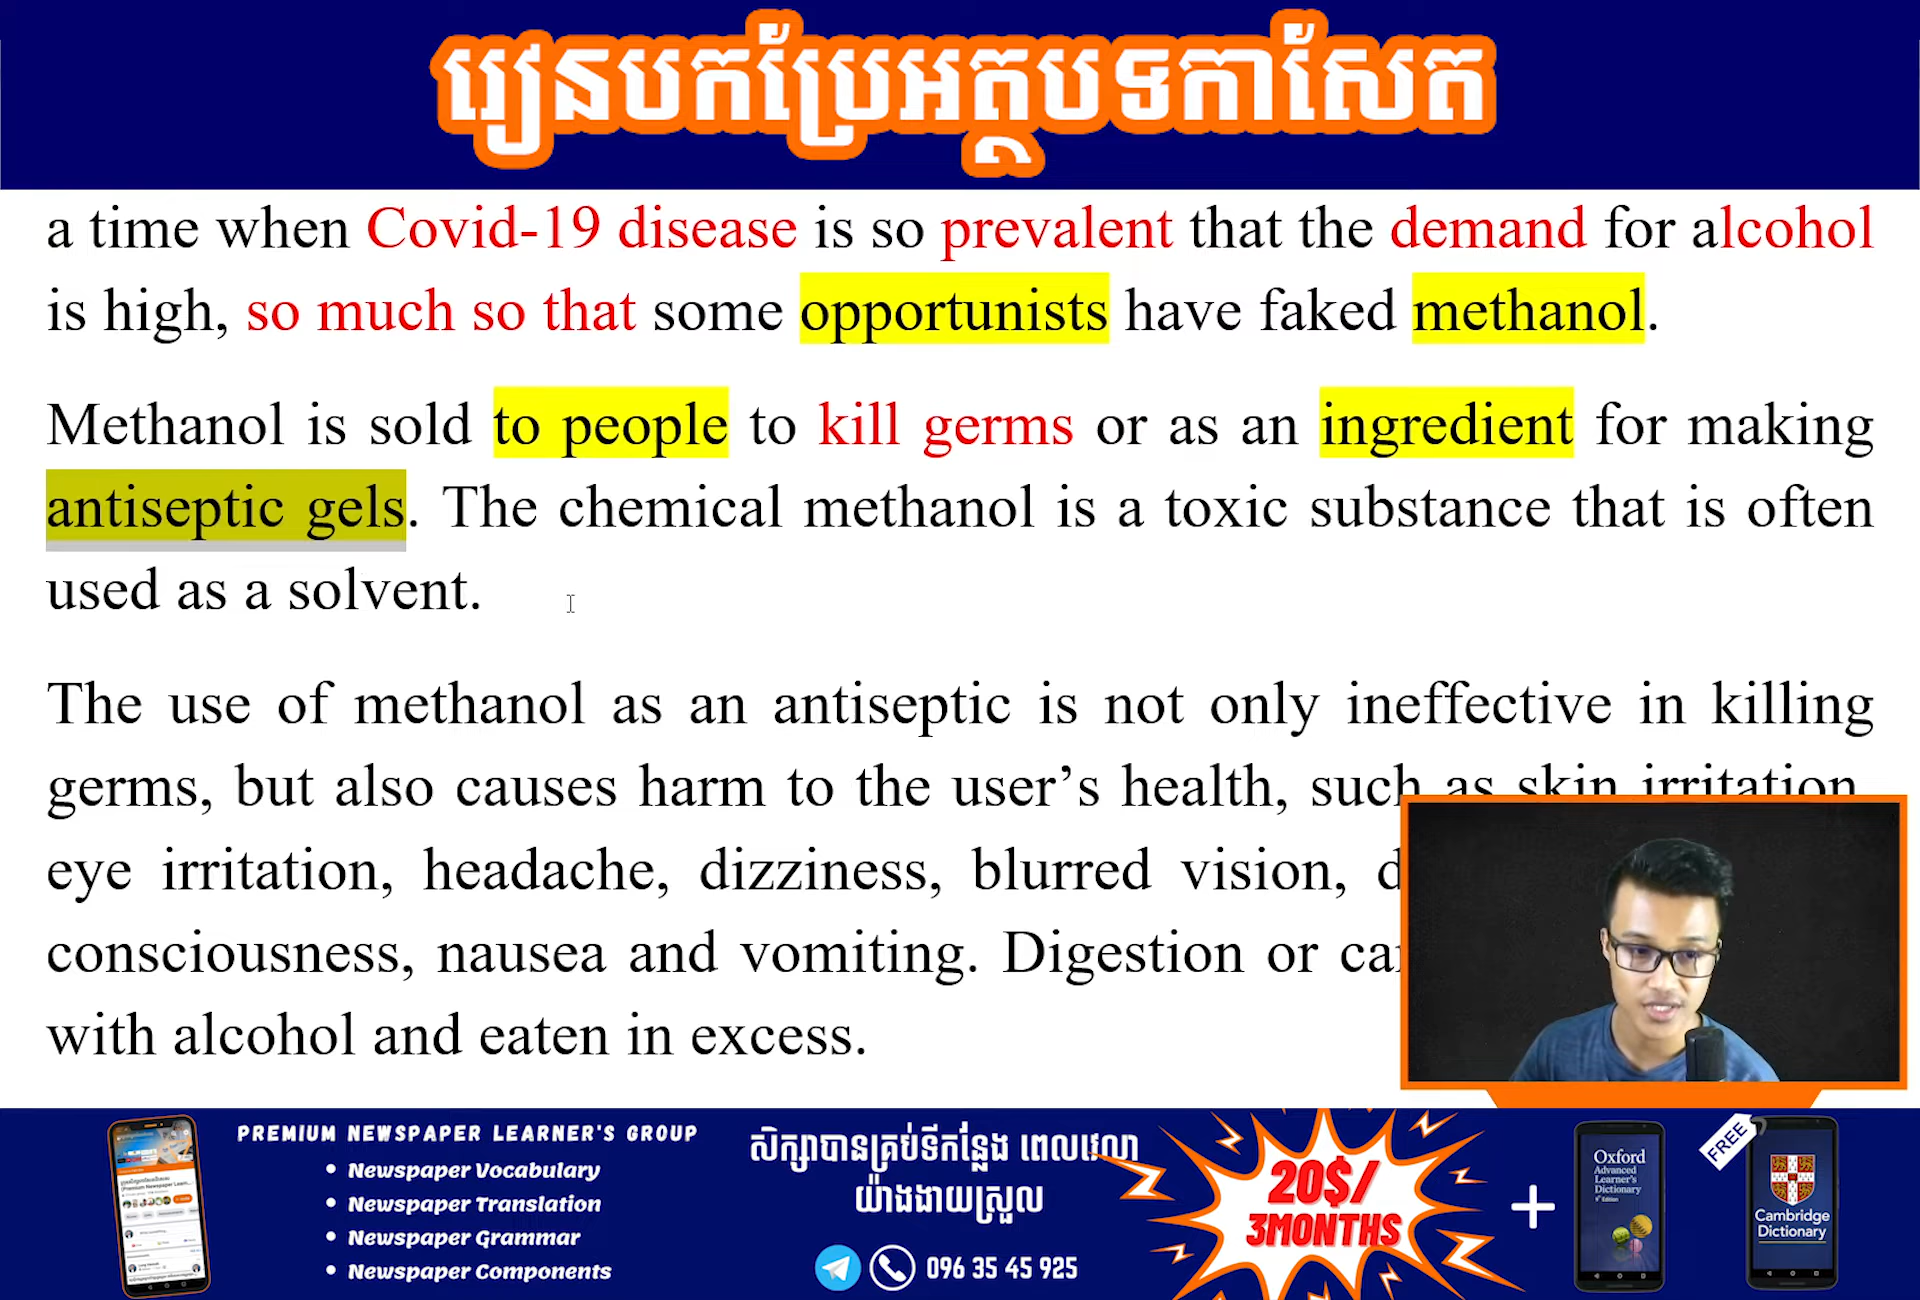 រៀនបកប្រែអត្ថបទកាសែត
a time when Covid-19 disease is so prevalent that the demand for alcohol
is high, so much so that some opportunists have faked methanol.
Methanol is sold to people to kill germs or as an ingredient for making
antiseptic gels. The chemical methanol is a toxic substance that is often
used as a solvent.
The use of methanol as an antiseptic is not only ineffective in killing
germs, but also causes harm to the user's health, such as skin irritation,
eye irritation, headache, dizziness, blurred vision,
consciousness, nausea and vomiting. Digestion or
with alcohol and eaten in excess.
PREMIUM NEWSPAPER LEARNER'S GROUP
• Newspaper Vocabulary
• Newspaper Translation
• Newspaper Grammar
• Newspaper Components
សិក្សាបានគ្រប់ទីកន្លែង ពេលវេលា
យ៉ាងងាយស្រួល
096 35 45 925
20$/
3MONTHS
+
Oxford
Advanced
Learner's
Dictionary
FREE
Cambridge
Dictionary